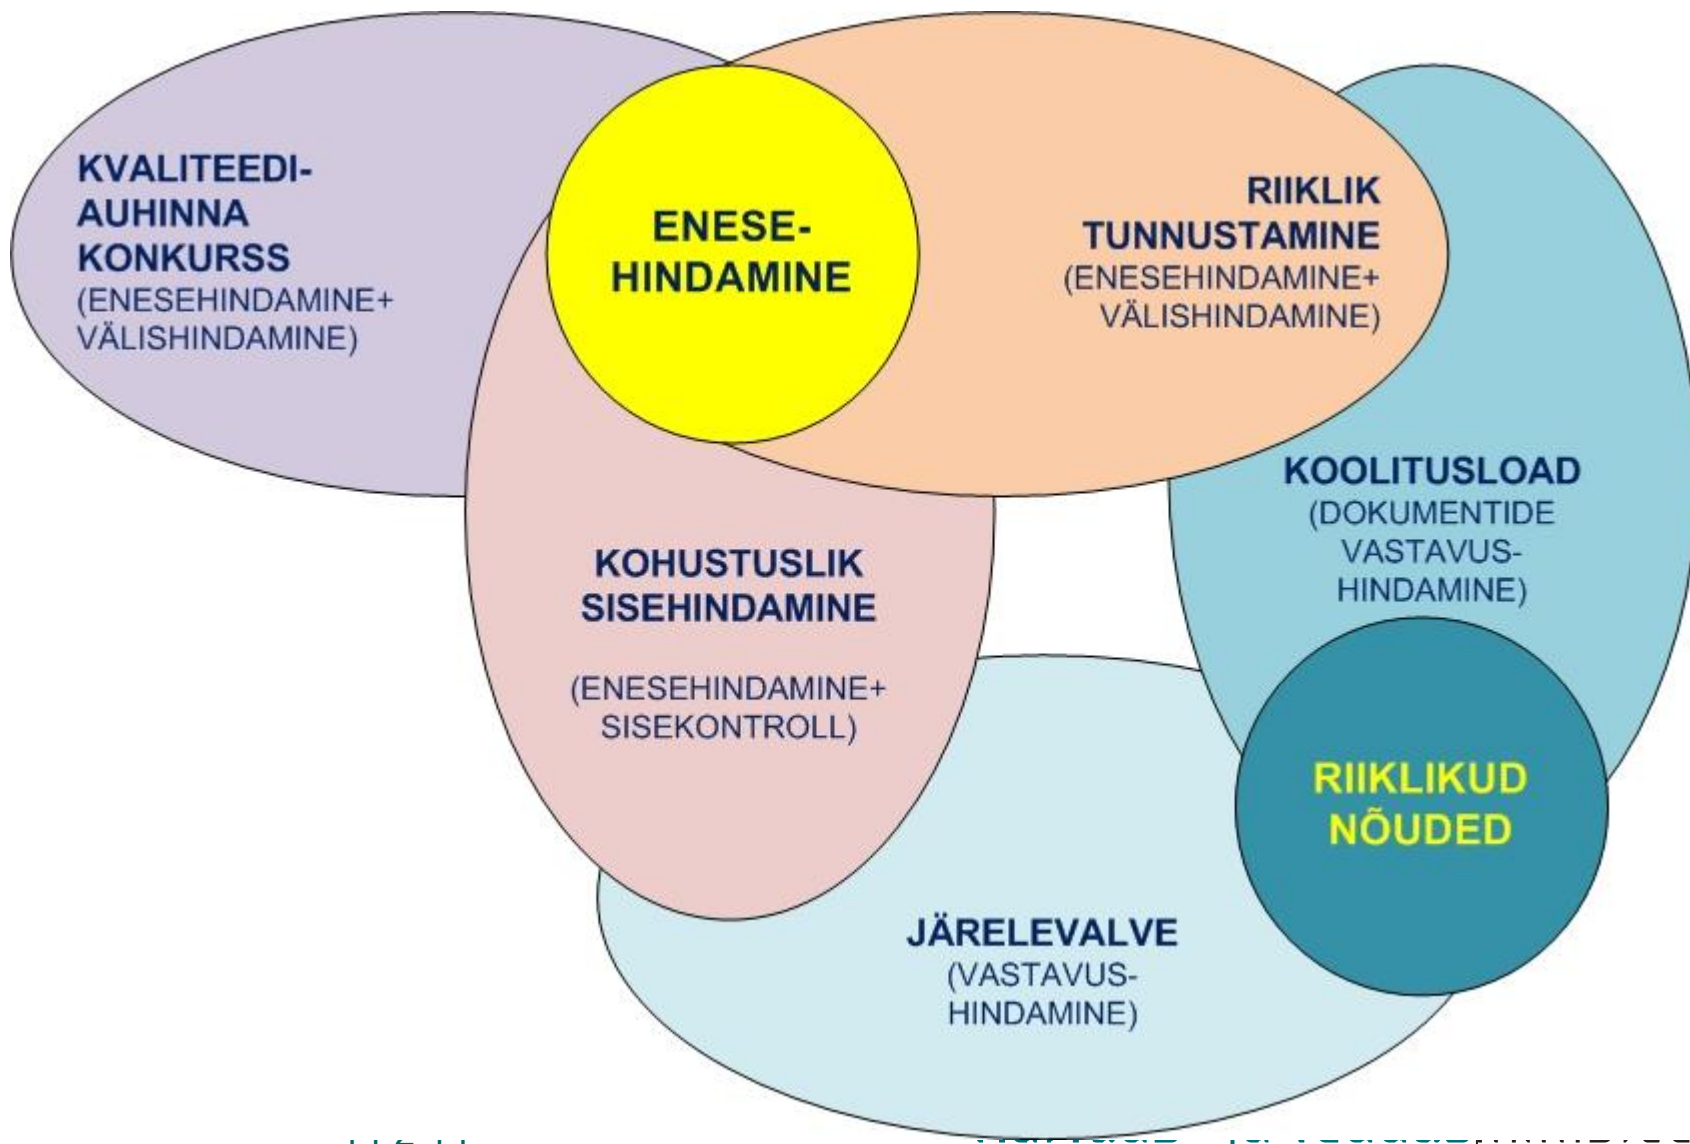 KVALITEEDI-
AUHINNA
KONKURSS
(ENESEHINDAMINE+
VÄLISHINDAMINE)
ENESE-
HINDAMINE
RIIKLIK
TUNNUSTAMINE
(ENESEHINDAMINE+
VÄLISHINDAMINE)
KOOLITUSLOAD
(DOKUMENTIDE
VASTAVUS-
HINDAMINE)
KOHUSTUSLIK
SISEHINDAMINE
(ENESEHINDAMINE+
SISEKONTROLL)
RIIKLIKUD
NÕUDED
JÄRELEVALVE
(VASTAVUS-
HINDAMINE)